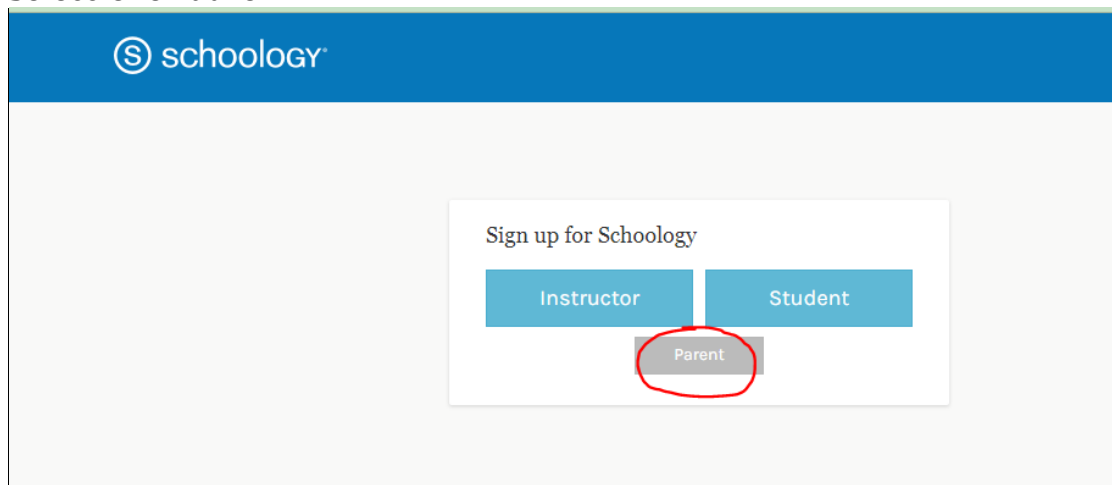 schoology
Sign up for Schoology
Instructor
Student
Parent